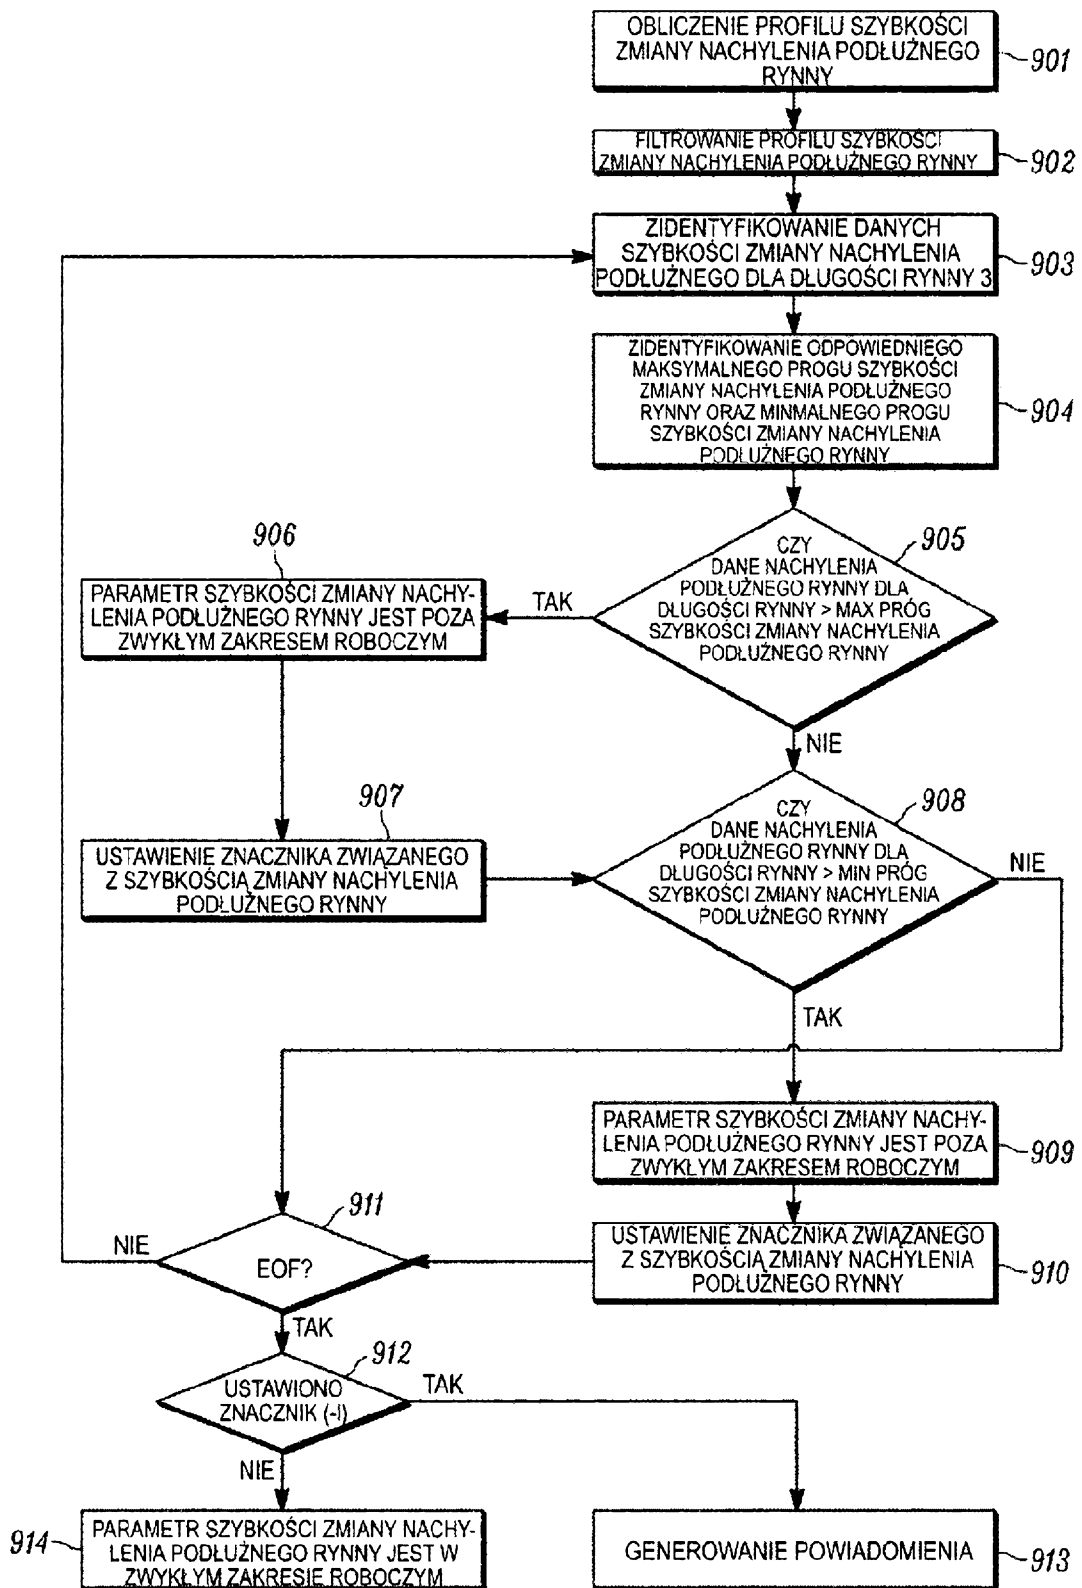 OBLICZENIE PROFILU SZYBKOŚCI
ZMIANY NACHYLENIA PODŁUŻNEGO
RYNNY
901
FILTROWANIE PROFILU SZYBKOŚCI
ZMIANY NACHYLENIA PODŁUŻNEGO RYNNY
902
ZIDENTYFIKOWANIE DANYCH
SZYBKOŚCI ZMIANY NACHYLENIA
PODŁUŻNEGO DLA DŁUGOŚCI RYNNY 3
903
ZIDENTYFIKOWANIE ODPOWIEDNIEGO
MAKSYMALNEGO PROGU SZYBKOŚCI
ZMIANY NACHYLENIA PODŁUŻNEGO
RYNNY ORAZ MINMALNEGO PROGU
SZYBKOŚCI ZMIANY NACHYLENIA
PODŁUŻNEGO RYNNY
904
CZY
DANE NACHYLENIA
PODŁUŻNEGO RYNNY DLA
DŁUGOŚCI RYNNY > MAX PRÓG
SZYBKOŚCI ZMIANY NACHYLENIA
PODŁUŻNEGO RYNNY
905
TAK
NIE
906
PARAMETR SZYBKOŚCI ZMIANY NACHY-
LENIA PODŁUŻNEGO RYNNY JEST POZA
ZWYKŁYM ZAKRESEM ROBOCZYM
907
USTAWIENIE ZNACZNIKA ZWIĄZANEGO
Z SZYBKOŚCIĄ ZMIANY NACHYLENIA
PODŁUŻNEGO RYNNY
CZY
DANE NACHYLENIA
PODŁUŻNEGO RYNNY DLA
DŁUGOŚCI RYNNY > MIN PRÓG
SZYBKOŚCI ZMIANY NACHYLENIA
PODŁUŻNEGO RYNNY
908
NIE
TAK
PARAMETR SZYBKOŚCI ZMIANY NACHY-
LENIA PODŁUŻNEGO RYNNY JEST POZA
ZWYKŁYM ZAKRESEM ROBOCZYM
909
USTAWIENIE ZNACZNIKA ZWIĄZANEGO
Z SZYBKOŚCIĄ ZMIANY NACHYLENIA
PODŁUŻNEGO RYNNY
910
911
NIE
EOF?
TAK
912
USTAWIONO
ZNACZNIK (-I)
TAK
NIE
914
PARAMETR SZYBKOŚCI ZMIANY NACHY-
LENIA PODŁUŻNEGO RYNNY JEST W
ZWYKŁYM ZAKRESIE ROBOCZYM
GENEROWANIE POWIADOMIENIA
913